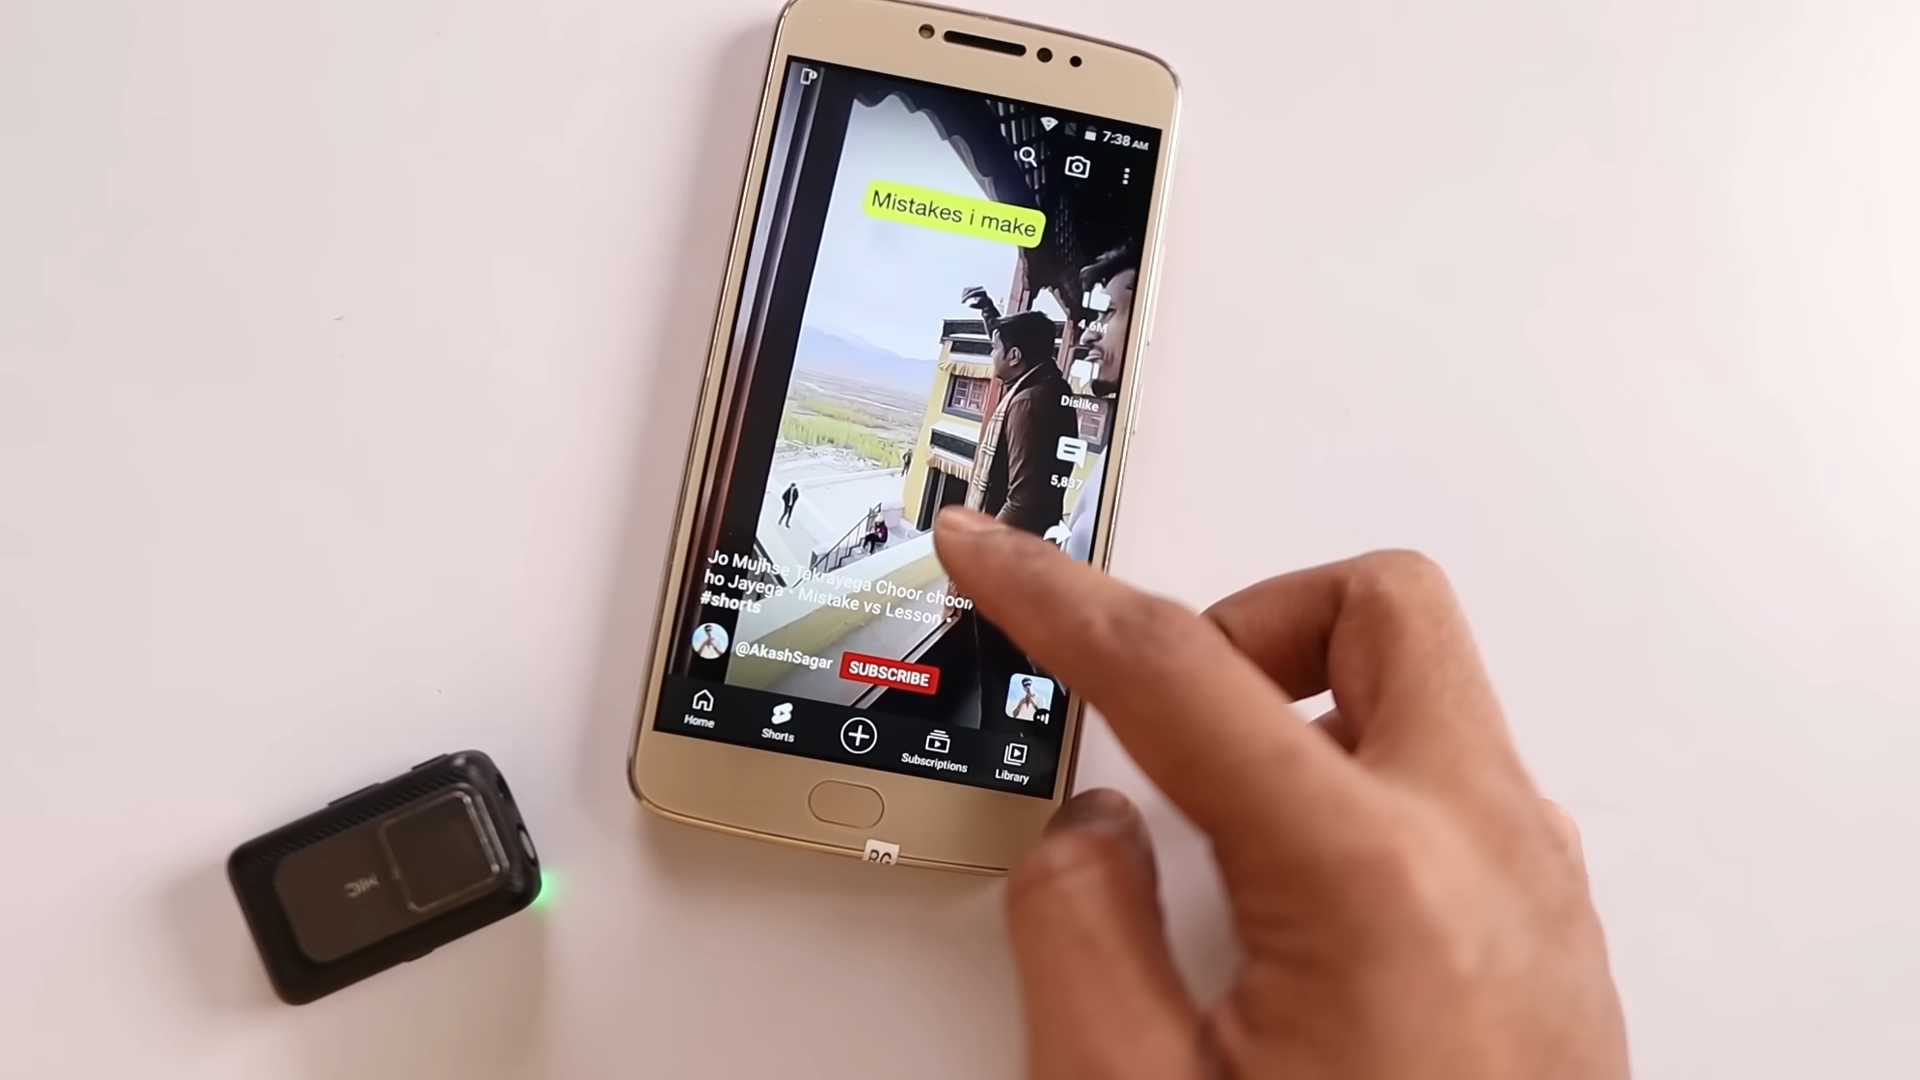 7:38 AM
Mistakes i make
4.6M
Dislike
5,837
Jo Mujhse Takrayega Choor choor
ho Jayega • Mistake vs Lesson •
#shorts
@AkashSagar
SUBSCRIBE
Home
Shorts
Subscriptions
Library
MIC